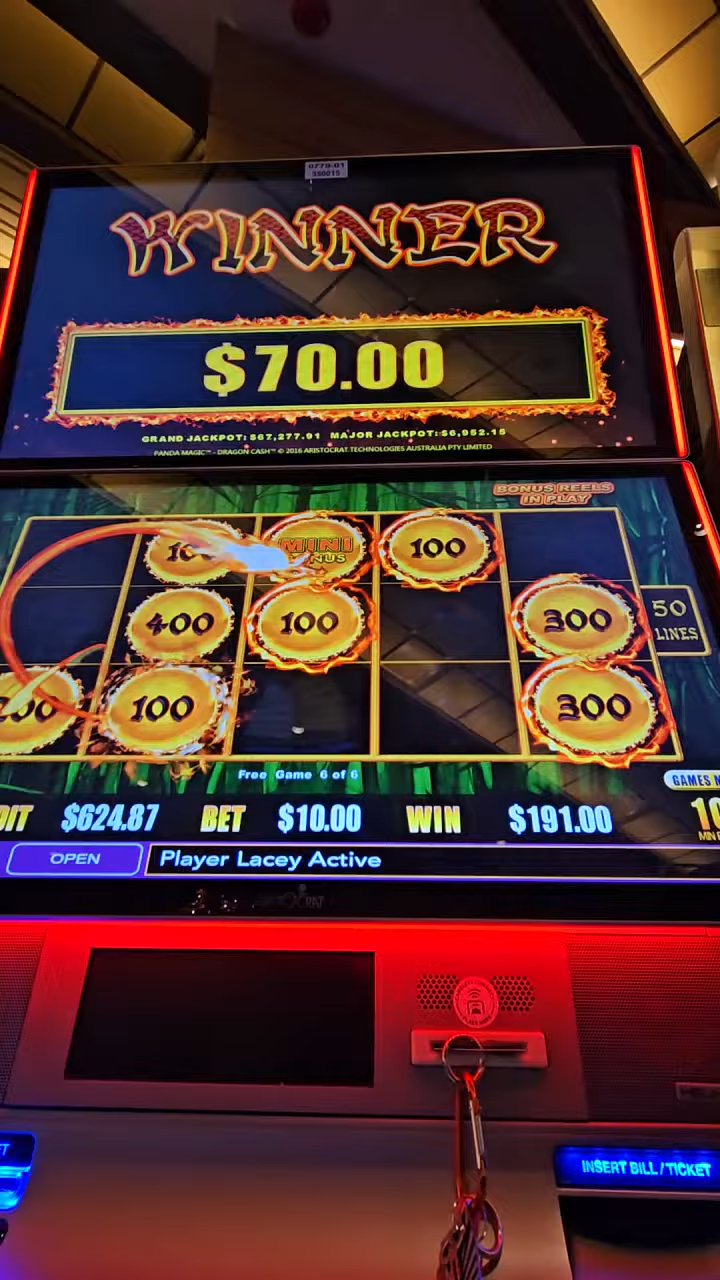 0779-01
350015
WINNER
$70.00
GRAND JACKPOT: $67,277.91 MAJOR JACKPOT: $6,952.15
PANDA MAGIC™ - DRAGON CASH™ © 2016 ARISTOCRAT TECHNOLOGIES AUSTRALIA PTY LIMITED
BONUS REELS
IN PLAY
MINI
100
400
100
300
50
LINES
100
300
Free Game 6 of 6
GAMES
$624.87 BET $10.00 WIN $191.00
OPEN
Player Lacey Active
INSERT BILL/TICKET